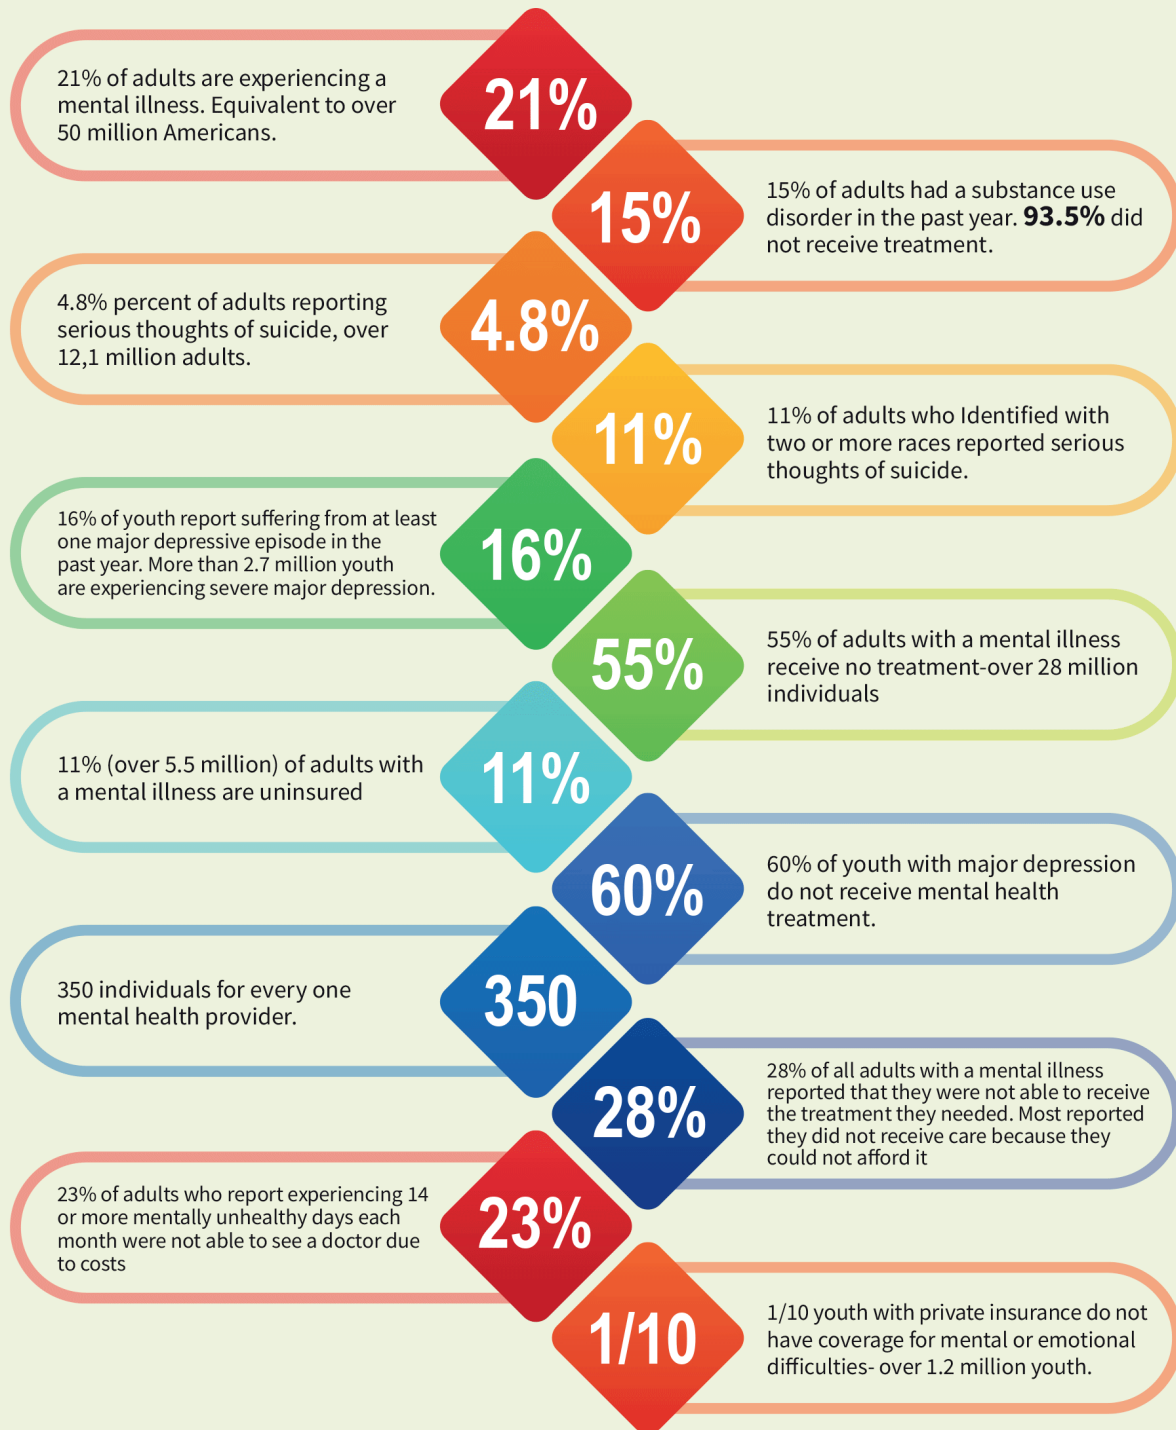 21% of adults are experiencing a
mental illness. Equivalent to over
50 million Americans.
21%
15%
15% of adults had a substance use
disorder in the past year. 93.5% did
not receive treatment.
4.8% percent of adults reporting
serious thoughts of suicide, over
12,1 million adults.
4.8%
11%
11% of adults who Identified with
two or more races reported serious
thoughts of suicide.
16% of youth report suffering from at least
one major depressive episode in the
past year. More than 2.7 million youth
are experiencing severe major depression.
16%
55%
55% of adults with a mental illness
receive no treatment-over 28 million
individuals
11% (over 5.5 million) of adults with
a mental illness are uninsured
11%
60%
60% of youth with major depression
do not receive mental health
treatment.
350 individuals for every one
mental health provider.
350
28%
28% of all adults with a mental illness
reported that they were not able to receive
the treatment they needed. Most reported
they did not receive care because they
could not afford it
23% of adults who report experiencing 14
or more mentally unhealthy days each
month were not able to see a doctor due
to costs
23%
1/10
1/10 youth with private insurance do not
have coverage for mental or emotional
difficulties- over 1.2 million youth.